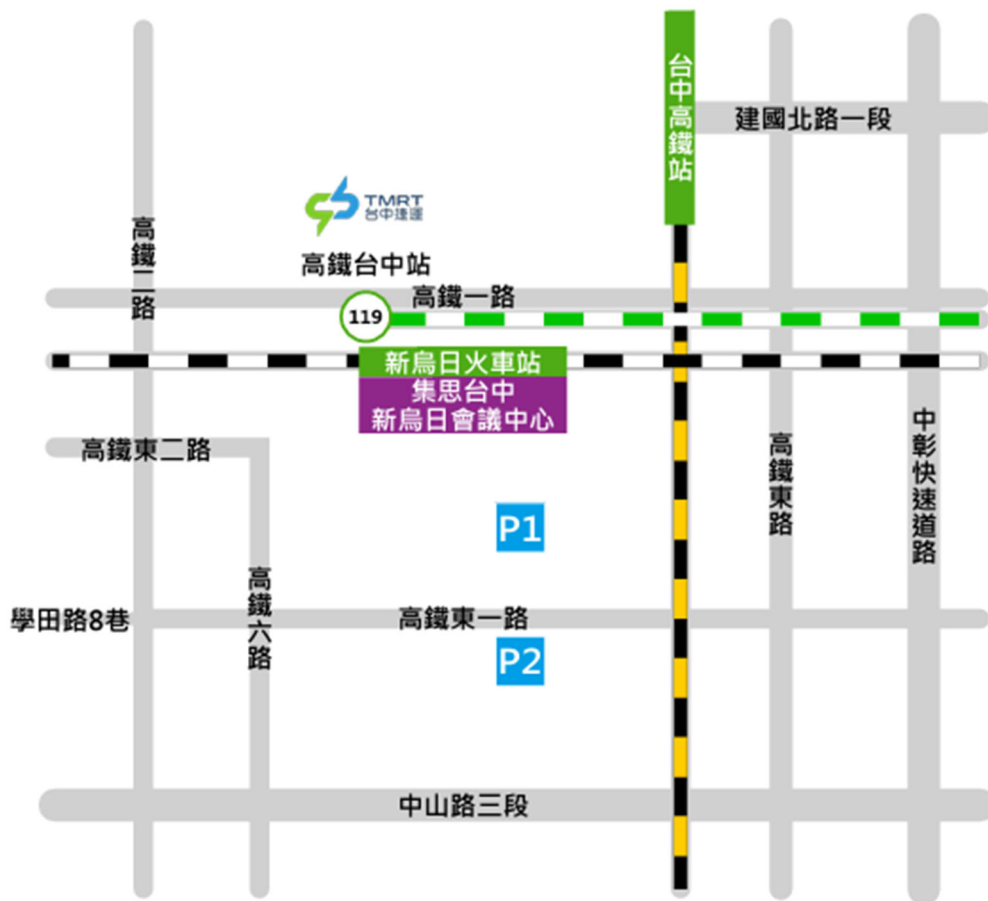 台中高鐵站
建國北路一段
TMRT
台中捷運
高鐵二路
高鐵台中站
高鐵一路
119
新烏日火車站
集思台中
新烏日會議中心
高鐵東二路
高鐵東路
中彰快速道路
P1
高鐵六路
學田路8巷
高鐵東一路
P2
中山路三段